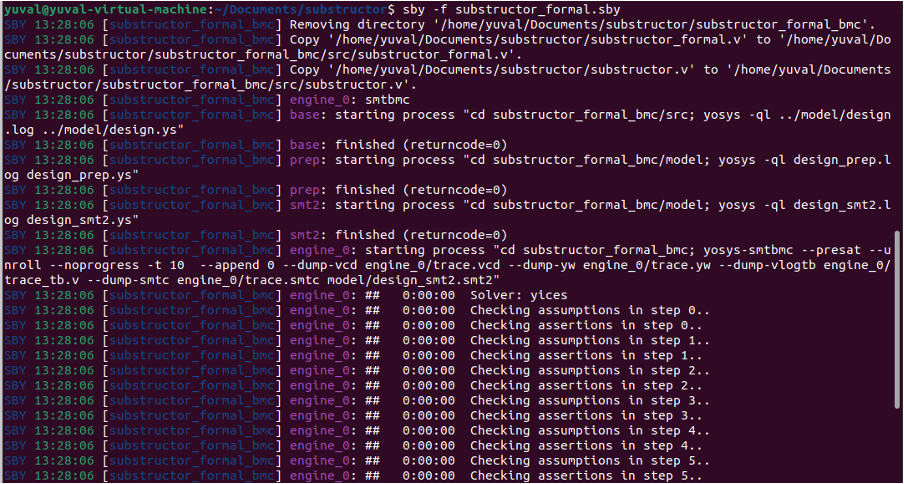 yuval@yuval-virtual-machine:~/Documents/substructor$ sby -f substructor_formal.sby
SBY 13:28:06 [substructor_formal_bmc] Removing directory '/home/yuval/Documents/substructor/substructor_formal_bmc'.
SBY 13:28:06 [substructor_formal_bmc] Copy '/home/yuval/Documents/substructor/substructor_formal.v' to '/home/yuval/Do
cuments/substructor/substructor_formal_bmc/src/substructor_formal.v'.
SBY 13:28:06 [substructor_formal_bmc] Copy '/home/yuval/Documents/substructor/substructor.v' to '/home/yuval/Documents
/substructor/substructor_formal_bmc/src/substructor.v'.
SBY 13:28:06 [substructor_formal_bmc] engine_0: smtbmc
SBY 13:28:06 [substructor_formal_bmc] base: starting process "cd substructor_formal_bmc/src; yosys -ql ../model/design
.log ../model/design.ys"
SBY 13:28:06 [substructor_formal_bmc] base: finished (returncode=0)
SBY 13:28:06 [substructor_formal_bmc] prep: starting process "cd substructor_formal_bmc/model; yosys -ql design_prep.l
og design_prep.ys"
SBY 13:28:06 [substructor_formal_bmc] prep: finished (returncode=0)
SBY 13:28:06 [substructor_formal_bmc] smt2: starting process "cd substructor_formal_bmc/model; yosys -ql design_smt2.l
og design_smt2.ys"
SBY 13:28:06 [substructor_formal_bmc] smt2: finished (returncode=0)
SBY 13:28:06 [substructor_formal_bmc] engine_0: starting process "cd substructor_formal_bmc; yosys-smtbmc --presat --u
nroll --noprogress -t 10  --append 0 --dump-vcd engine_0/trace.vcd --dump-yw engine_0/trace.yw --dump-vlogtb engine_0/
trace_tb.v --dump-smtc engine_0/trace.smtc model/design_smt2.smt2"
SBY 13:28:06 [substructor_formal_bmc] engine_0: ##   0:00:00  Solver: yices
SBY 13:28:06 [substructor_formal_bmc] engine_0: ##   0:00:00  Checking assumptions in step 0..
SBY 13:28:06 [substructor_formal_bmc] engine_0: ##   0:00:00  Checking assertions in step 0..
SBY 13:28:06 [substructor_formal_bmc] engine_0: ##   0:00:00  Checking assumptions in step 1..
SBY 13:28:06 [substructor_formal_bmc] engine_0: ##   0:00:00  Checking assertions in step 1..
SBY 13:28:06 [substructor_formal_bmc] engine_0: ##   0:00:00  Checking assumptions in step 2..
SBY 13:28:06 [substructor_formal_bmc] engine_0: ##   0:00:00  Checking assertions in step 2..
SBY 13:28:06 [substructor_formal_bmc] engine_0: ##   0:00:00  Checking assumptions in step 3..
SBY 13:28:06 [substructor_formal_bmc] engine_0: ##   0:00:00  Checking assertions in step 3..
SBY 13:28:06 [substructor_formal_bmc] engine_0: ##   0:00:00  Checking assumptions in step 4..
SBY 13:28:06 [substructor_formal_bmc] engine_0: ##   0:00:00  Checking assertions in step 4..
SBY 13:28:06 [substructor_formal_bmc] engine_0: ##   0:00:00  Checking assumptions in step 5..
SBY 13:28:06 [substructor_formal_bmc] engine_0: ##   0:00:00  Checking assertions in step 5..